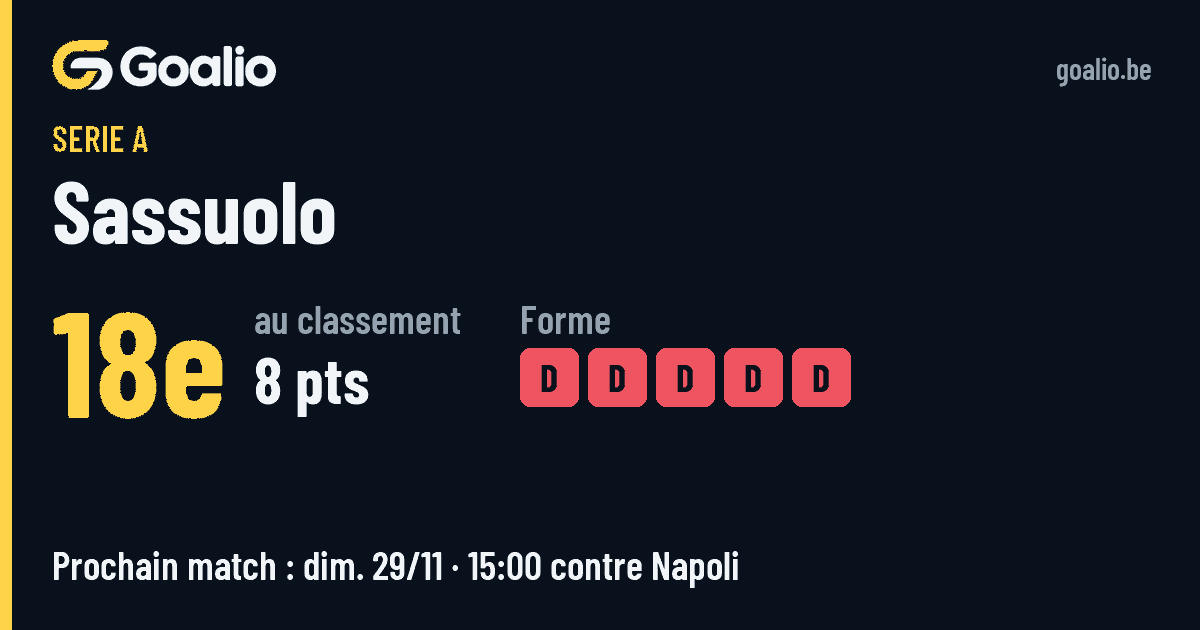 Goalio
goalio.be
SERIE A
Sassuolo
18e
au classement
8 pts
Forme
D D D D D
Prochain match : dim. 29/11 · 15:00 contre Napoli